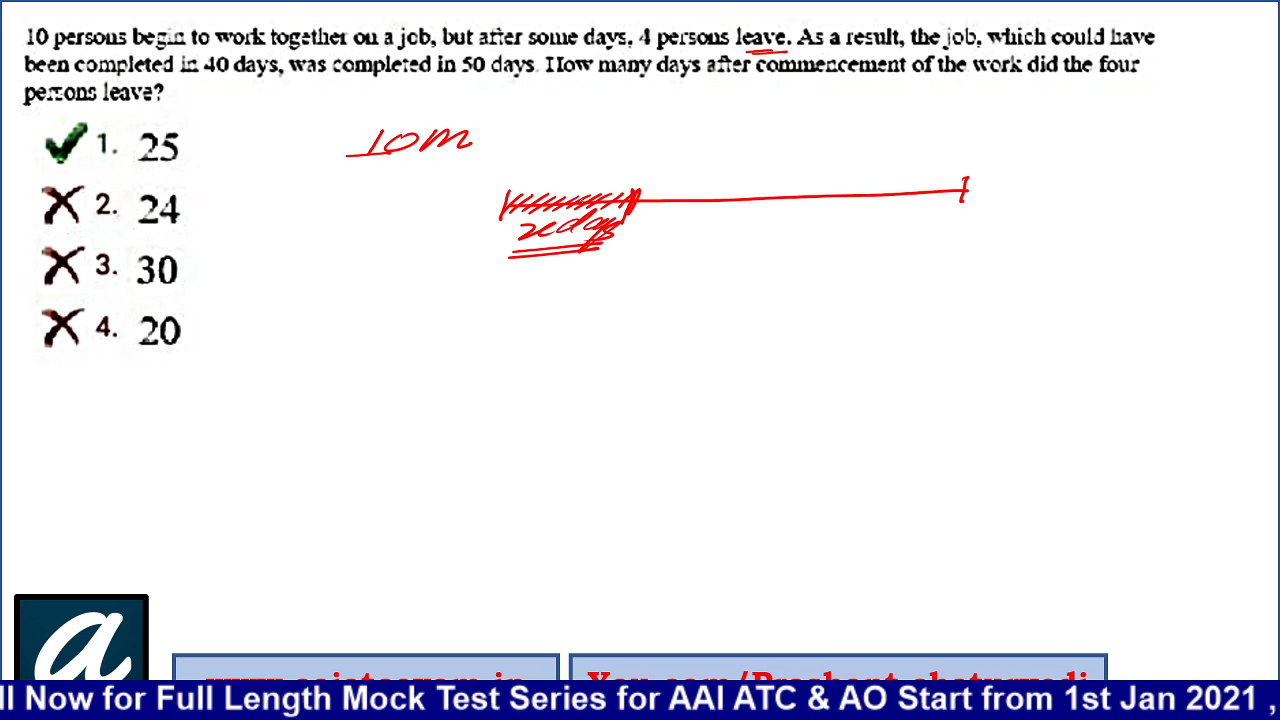 10 persons begin to work together on a job, but after some days, 4 persons leave. As a result, the job, which could have
been completed in 40 days, was completed in 50 days. How many days after commencement of the work did the four
persons leave?
1. 25
2. 24
3. 30
4. 20
10m
x days
a
ll Now for Full Length Mock Test Series for AAI ATC & AO Start from 1st Jan 2021 ,